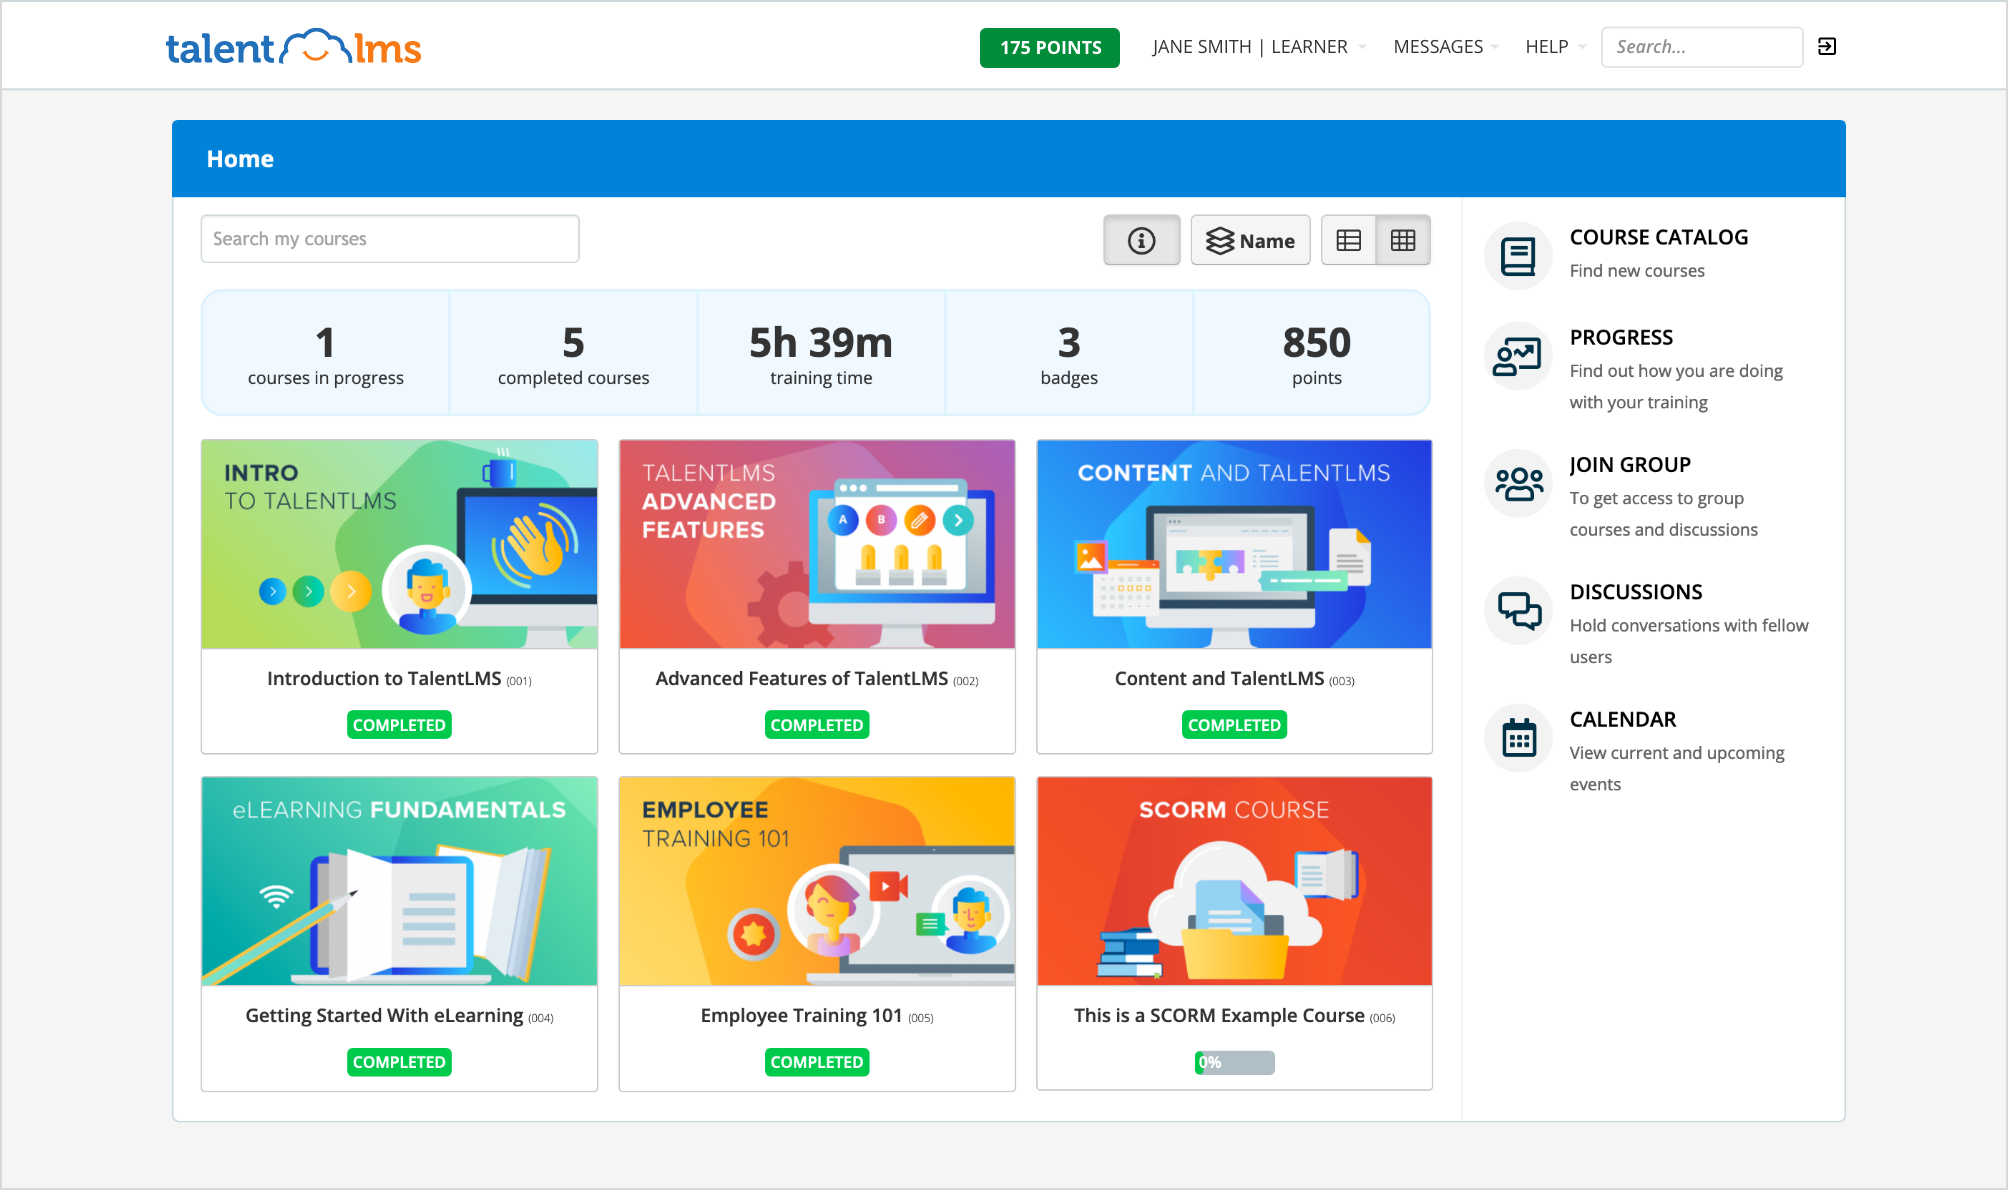 talent lms
175 POINTS
JANE SMITH | LEARNER
MESSAGES
HELP
Search...
Home
Search my courses
Name
1
courses in progress
5
completed courses
5h 39m
training time
3
badges
850
points
INTRO
TO TALENTLMS
Introduction to TalentLMS (001)
COMPLETED
TALENTLMS
ADVANCED
FEATURES
A
B
Advanced Features of TalentLMS (002)
COMPLETED
CONTENT AND TALENTLMS
Content and TalentLMS (003)
COMPLETED
eLEARNING FUNDAMENTALS
Getting Started With eLearning (004)
COMPLETED
EMPLOYEE
TRAINING 101
Employee Training 101 (005)
COMPLETED
SCORM COURSE
This is a SCORM Example Course (006)
0%
COURSE CATALOG
Find new courses
PROGRESS
Find out how you are doing
with your training
JOIN GROUP
To get access to group
courses and discussions
DISCUSSIONS
Hold conversations with fellow
users
CALENDAR
View current and upcoming
events